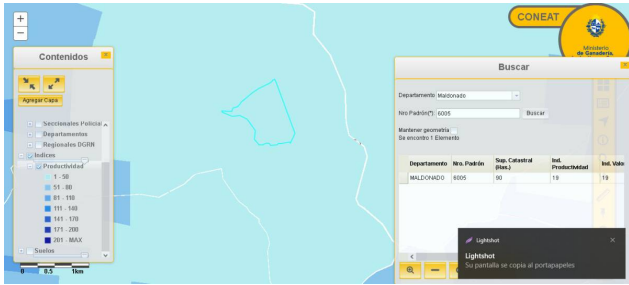 +
−
CONEAT
Ministerio
de Ganadería,
Contenidos
Agregar Capa
Seccionales Policial
Departamentos
Regionales DGRN
Indices
Productividad
1 - 50
51 - 80
81 - 110
111 - 140
141 - 170
171 - 200
201 - MAX
Suelos
0 0.5 1km
Buscar
Departamento Maldonado
Nro Padrón(*): 6005 Buscar
Mantener geometría
Se encontro 1 Elemento
Departamento Nro. Padrón Sup. Catastral (Has.) Ind. Productividad Ind. Valor
MALDONADO 6005 90 19 19
Lightshot
Lightshot
Su pantalla se copia al portapapeles